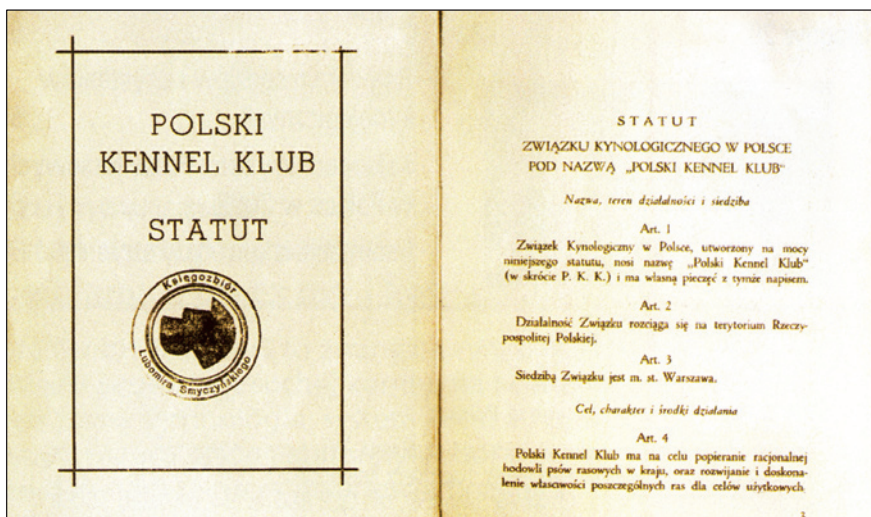 POLSKI
KENNEL KLUB
STATUT
Księgozbiór
Lubomira Smyczyńskiego
STATUT
ZWIĄZKU KYNOLOGICZNEGO W POLSCE
POD NAZWĄ „POLSKI KENNEL KLUB"
Nazwa, teren działalności i siedziba
Art. 1
Związek Kynologiczny w Polsce, utworzony na mocy
niniejszego statutu, nosi nazwę „Polski Kennel Klub"
(w skrócie P. K. K.) i ma własną pieczęć z tymże napisem.
Art. 2
Działalność Związku rozciąga się na terytorium Rzeczy-
pospolitej Polskiej.
Art. 3
Siedzibą Związku jest m. st. Warszawa.
Cel, charakter i środki działania
Art. 4
Polski Kennel Klub ma na celu popieranie racjonalnej
hodowli psów rasowych w kraju, oraz rozwijanie i doskona-
lenie właściwości poszczególnych ras dla celów użytkowych
3